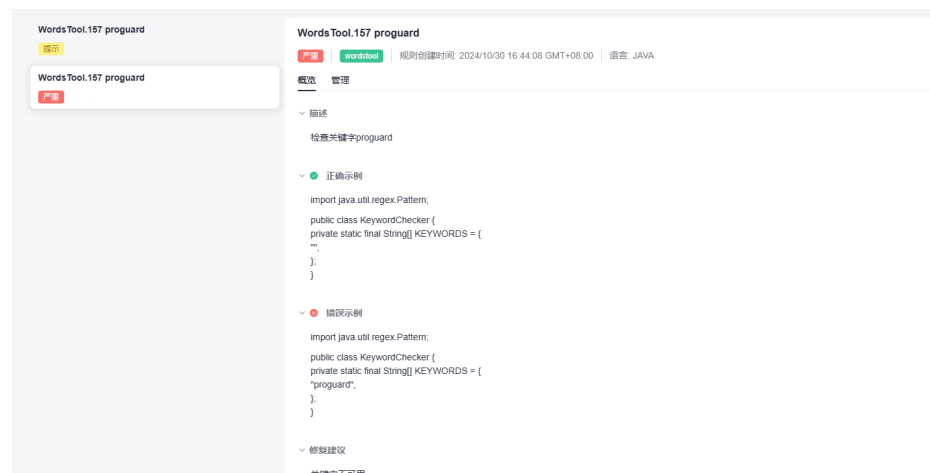 WordsTool.157 proguard
提示
WordsTool.157 proguard
严重
WordsTool.157 proguard
严重 wordstool 规则创建时间: 2024/10/30 16:44:08 GMT+08:00 语言: JAVA
概览 管理
描述
检查关键字proguard
正确示例
import java.util.regex.Pattern;
public class KeywordChecker {
private static final String[] KEYWORDS = {
"",
};
}
错误示例
import java.util.regex.Pattern;
public class KeywordChecker {
private static final String[] KEYWORDS = {
"proguard",
};
}
修复建议